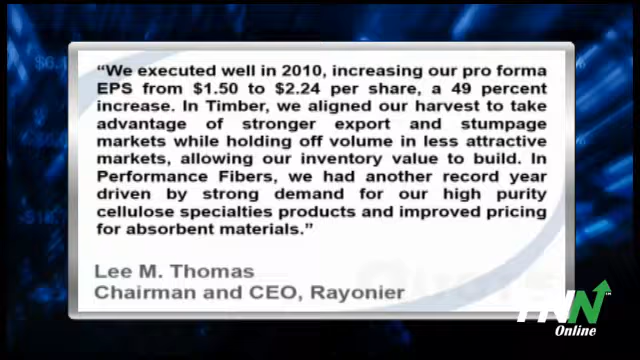 “We executed well in 2010, increasing our pro forma
EPS from $1.50 to $2.24 per share, a 49 percent
increase. In Timber, we aligned our harvest to take
advantage of stronger export and stumpage
markets while holding off volume in less attractive
markets, allowing our inventory value to build. In
Performance Fibers, we had another record year
driven by strong demand for our high purity
cellulose specialties products and improved pricing
for absorbent materials.”
Lee M. Thomas
Chairman and CEO, Rayonier
TNN
Online